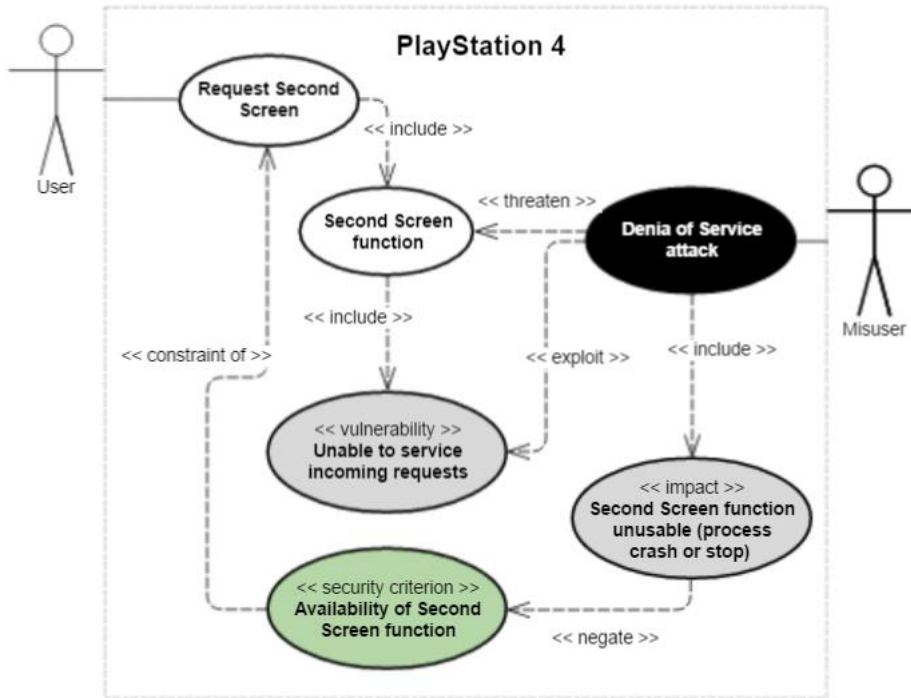 PlayStation 4
Request Second
Screen
<< include >>
User
Second Screen
function
<< threaten >>
Denia of Service
attack
Misuser
<< include >>
<< constraint of >>
<< exploit >>
<< include >>
<< vulnerability >>
Unable to service
incoming requests
<< impact >>
Second Screen function
unusable (process
crash or stop)
<< security criterion >>
Availability of Second
Screen function
<< negate >>